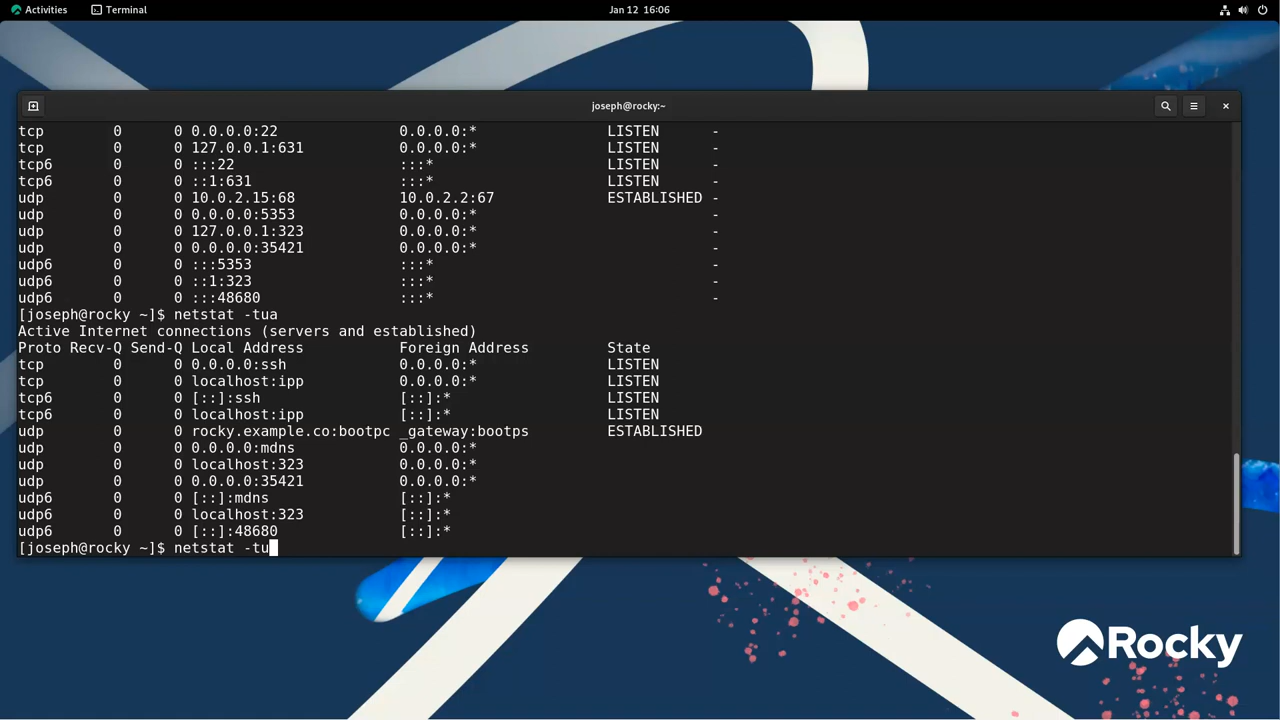 Activities Terminal Jan 12 16:06
joseph@rocky:~
tcp 0 0 0.0.0.0:22 0.0.0.0:* LISTEN -
tcp 0 0 127.0.0.1:631 0.0.0.0:* LISTEN -
tcp6 0 0 :::22 :::* LISTEN -
tcp6 0 0 ::1:631 :::* LISTEN -
udp 0 0 10.0.2.15:68 10.0.2.2:67 ESTABLISHED -
udp 0 0 0.0.0.0:5353 0.0.0.0:* -
udp 0 0 127.0.0.1:323 0.0.0.0:* -
udp 0 0 0.0.0.0:35421 0.0.0.0:* -
udp6 0 0 :::5353 :::* -
udp6 0 0 ::1:323 :::* -
udp6 0 0 :::48680 :::* -
[joseph@rocky ~]$ netstat -tua
Active Internet connections (servers and established)
Proto Recv-Q Send-Q Local Address Foreign Address State
tcp 0 0 0.0.0.0:ssh 0.0.0.0:* LISTEN
tcp 0 0 localhost:ipp 0.0.0.0:* LISTEN
tcp6 0 0 [::]:ssh [::]:* LISTEN
tcp6 0 0 localhost:ipp [::]:* LISTEN
udp 0 0 rocky.example.co:bootpc _gateway:bootps ESTABLISHED
udp 0 0 0.0.0.0:mdns 0.0.0.0:*
udp 0 0 localhost:323 0.0.0.0:*
udp 0 0 0.0.0.0:35421 0.0.0.0:*
udp6 0 0 [::]:mdns [::]:*
udp6 0 0 localhost:323 [::]:*
udp6 0 0 [::]:48680 [::]:*
[joseph@rocky ~]$ netstat -tu
Rocky